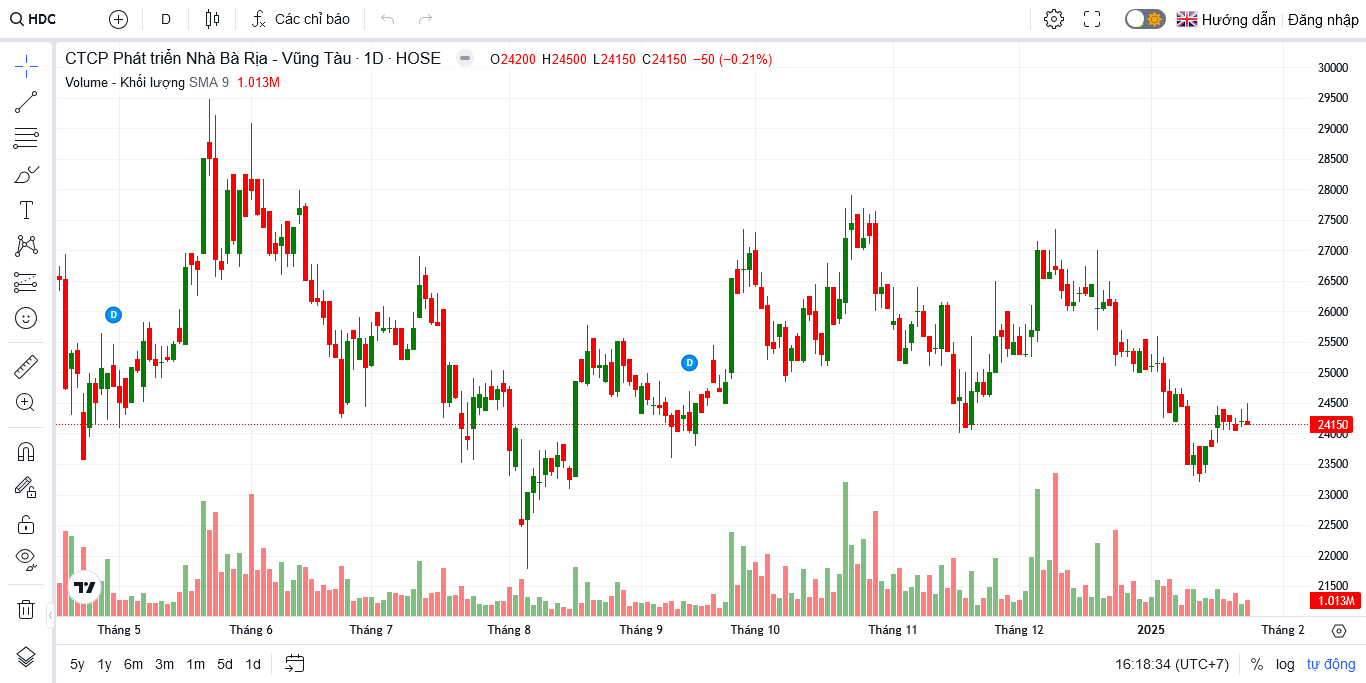 HDC D Các chỉ báo Hướng dẫn Đăng nhập
CTCP Phát triển Nhà Bà Rịa - Vũng Tàu · 1D · HOSE O24200 H24500 L24150 C24150 −50 (−0.21%)
Volume - Khối lượng SMA 9 1.013M
30000
29500
29000
28500
28000
27500
27000
26500
26000
25500
25000
24500
24150
24000
23500
23000
22500
22000
21500
1.013M
D
D
Tháng 5 Tháng 6 Tháng 7 Tháng 8 Tháng 9 Tháng 10 Tháng 11 Tháng 12 2025 Tháng 2
5y 1y 6m 3m 1m 5d 1d 16:18:34 (UTC+7) % log tự động